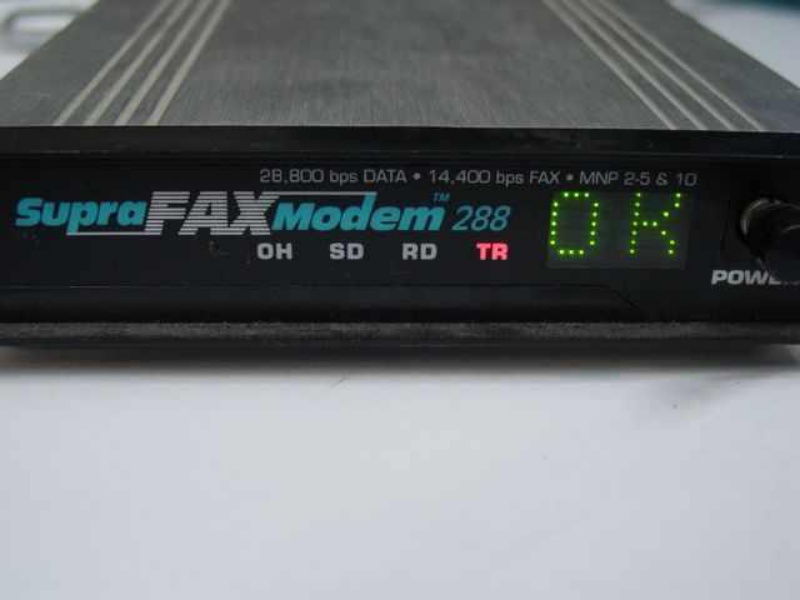 28,800 bps DATA • 14,400 bps FAX • MNP 2-5 & 10
SupraFAXModem™ 288
OK
OH SD RD TR
POWER